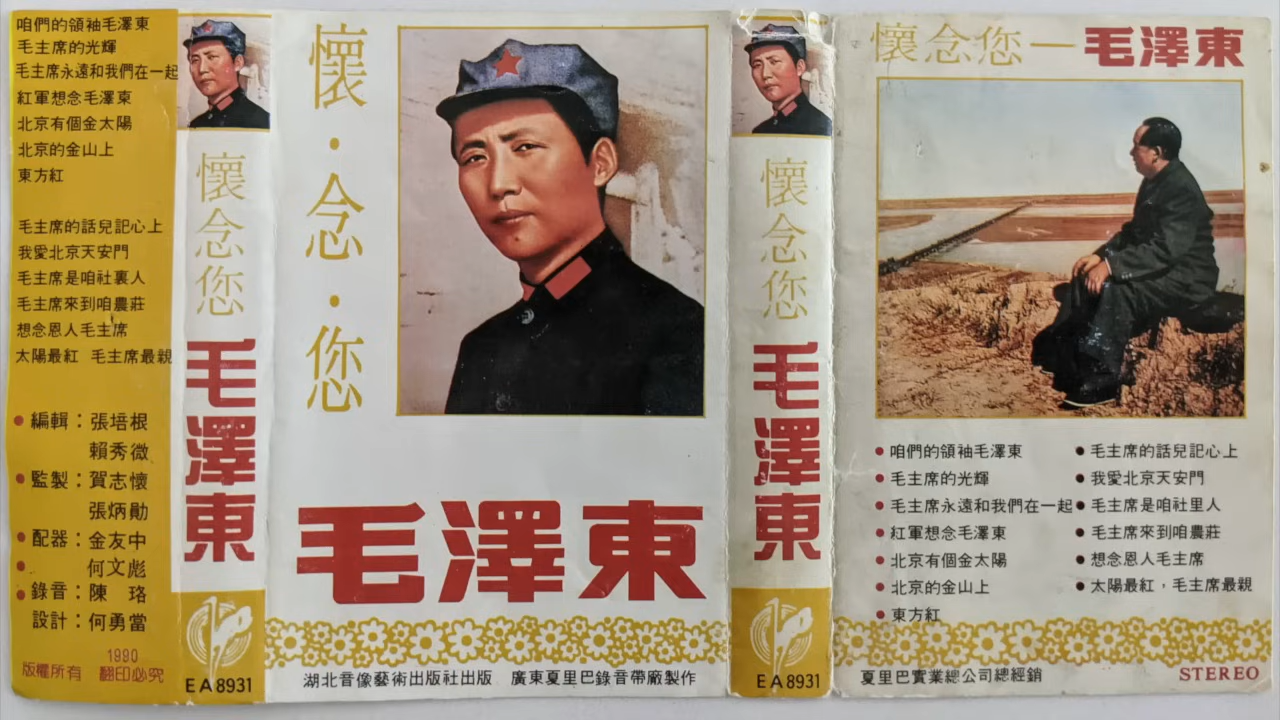 咱們的領袖毛澤東
毛主席的光輝
毛主席永遠和我們在一起
紅軍想念毛澤東
北京有個金太陽
北京的金山上
東方紅
毛主席的話兒記心上
我愛北京天安門
毛主席是咱社裏人
毛主席來到咱農莊
想念恩人毛主席
太陽最紅 毛主席最親
編輯：張培根
賴秀微
監製：賀志懷
張炳勛
配器：金友中
何文彪
錄音：陳 珞
設計：何勇當
1990
版權所有 翻印必究
懷念您
毛澤東
EA8931
懷·念·您
毛澤東
湖北音像藝術出版社出版 廣東夏里巴錄音帶廠製作
懷念您
毛澤東
EA8931
懷念您—毛澤東
咱們的領袖毛澤東
毛主席的光輝
毛主席永遠和我們在一起
紅軍想念毛澤東
北京有個金太陽
北京的金山上
東方紅
毛主席的話兒記心上
我愛北京天安門
毛主席是咱社里人
毛主席來到咱農莊
想念恩人毛主席
太陽最紅，毛主席最親
夏里巴實業總公司總經銷
STEREO